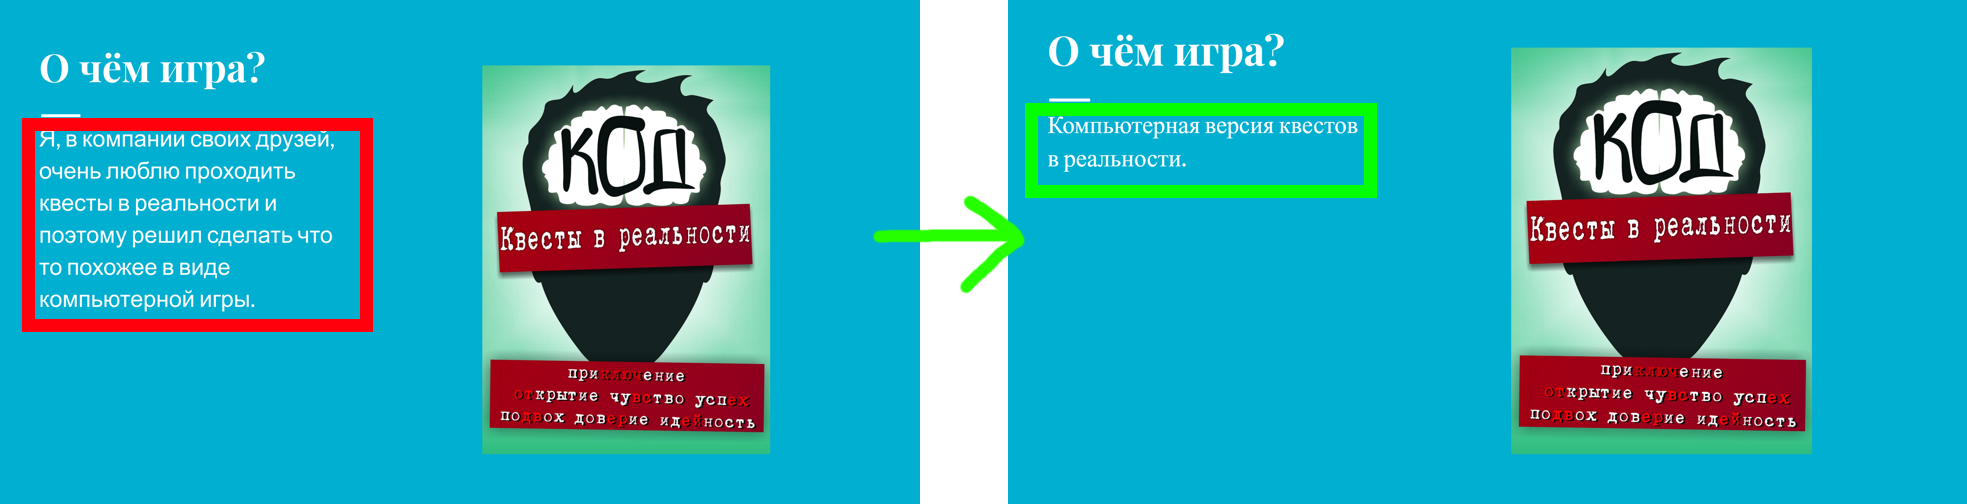 О чём игра?
Я, в компании своих друзей,
очень люблю проходить
квесты в реальности и
поэтому решил сделать что
то похожее в виде
компьютерной игры.
КОД
Квесты в реальности
приключение
открытие чувство успех
подвох доверие идейность
О чём игра?
Компьютерная версия квестов
в реальности.
КОД
Квесты в реальности
приключение
открытие чувство успех
подвох доверие идейность